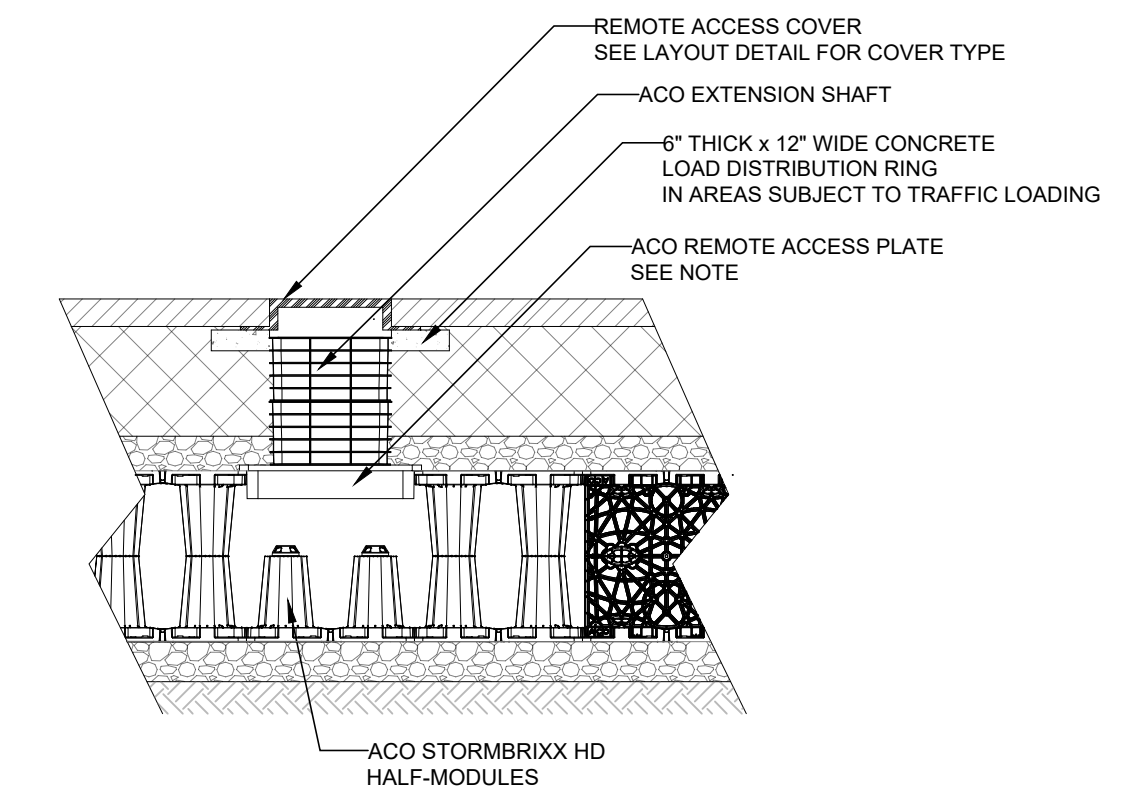 REMOTE ACCESS COVER
SEE LAYOUT DETAIL FOR COVER TYPE
ACO EXTENSION SHAFT
6" THICK x 12" WIDE CONCRETE
LOAD DISTRIBUTION RING
IN AREAS SUBJECT TO TRAFFIC LOADING
ACO REMOTE ACCESS PLATE
SEE NOTE
ACO STORMBRIXX HD
HALF-MODULES